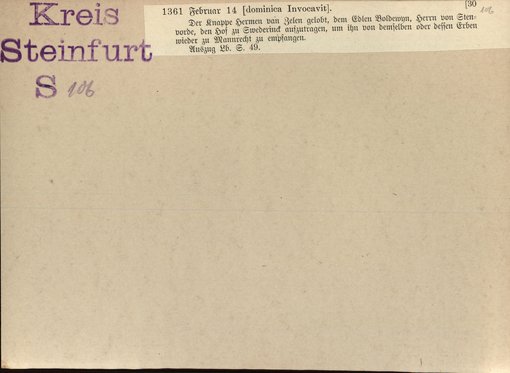 Kreis
Steinfurt
S 106
[30
106
1361 Februar 14 [dominica Invocavit].
Der Knappe Hermen van Zelen gelobt, dem Edlen Boldewyn, Herrn von Sten-
vorde, den Hof zu Swederinck aufzutragen, um ihn von demselben oder dessen Erben
wieder zu Mannrecht zu empfangen.
Auszug Lb. S. 49.